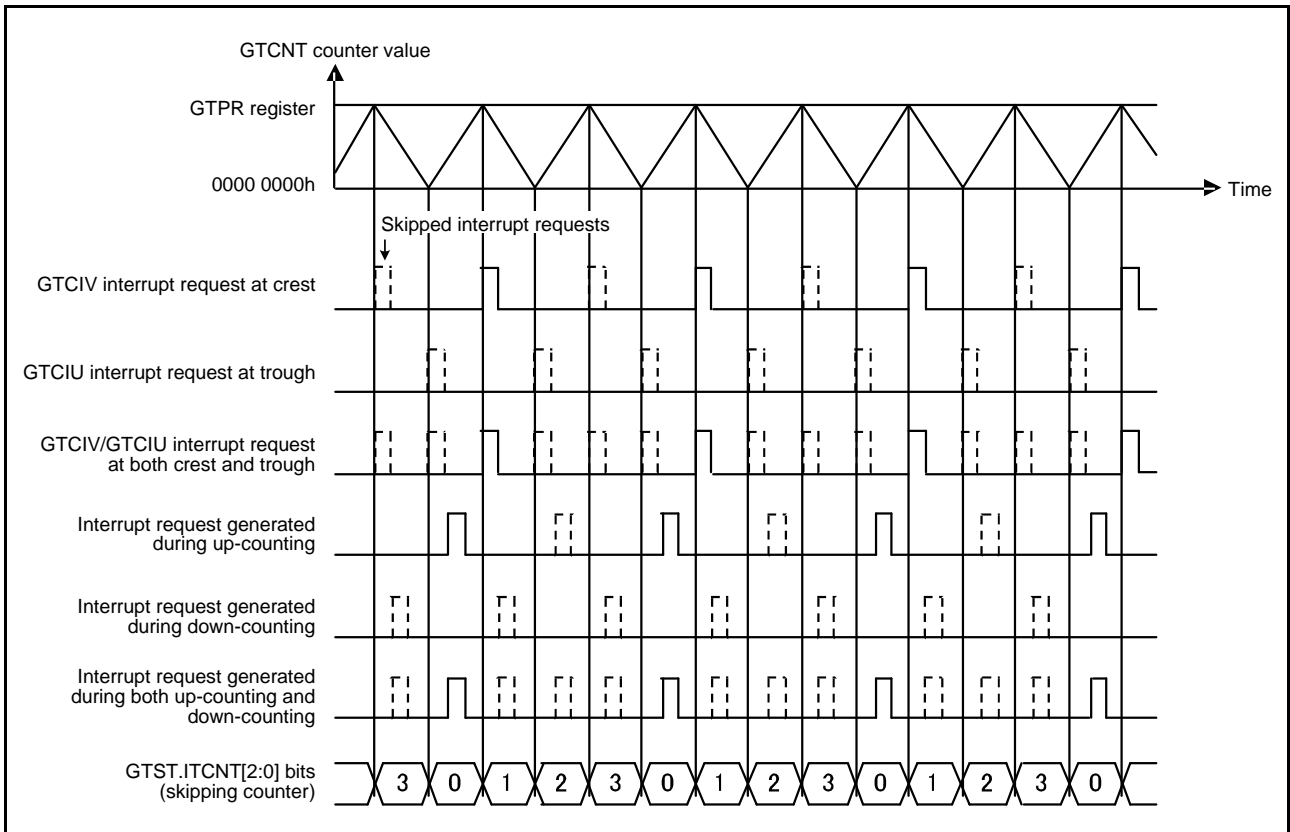 GTCNT counter value
GTPR register
0000 0000h
Time
Skipped interrupt requests
GTCIV interrupt request at crest
GTCIU interrupt request at trough
GTCIV/GTCIU interrupt request
at both crest and trough
Interrupt request generated
during up-counting
Interrupt request generated
during down-counting
Interrupt request generated
during both up-counting and
down-counting
GTST.ITCNT[2:0] bits
(skipping counter)
3 0 1 2 3 0 1 2 3 0 1 2 3 0